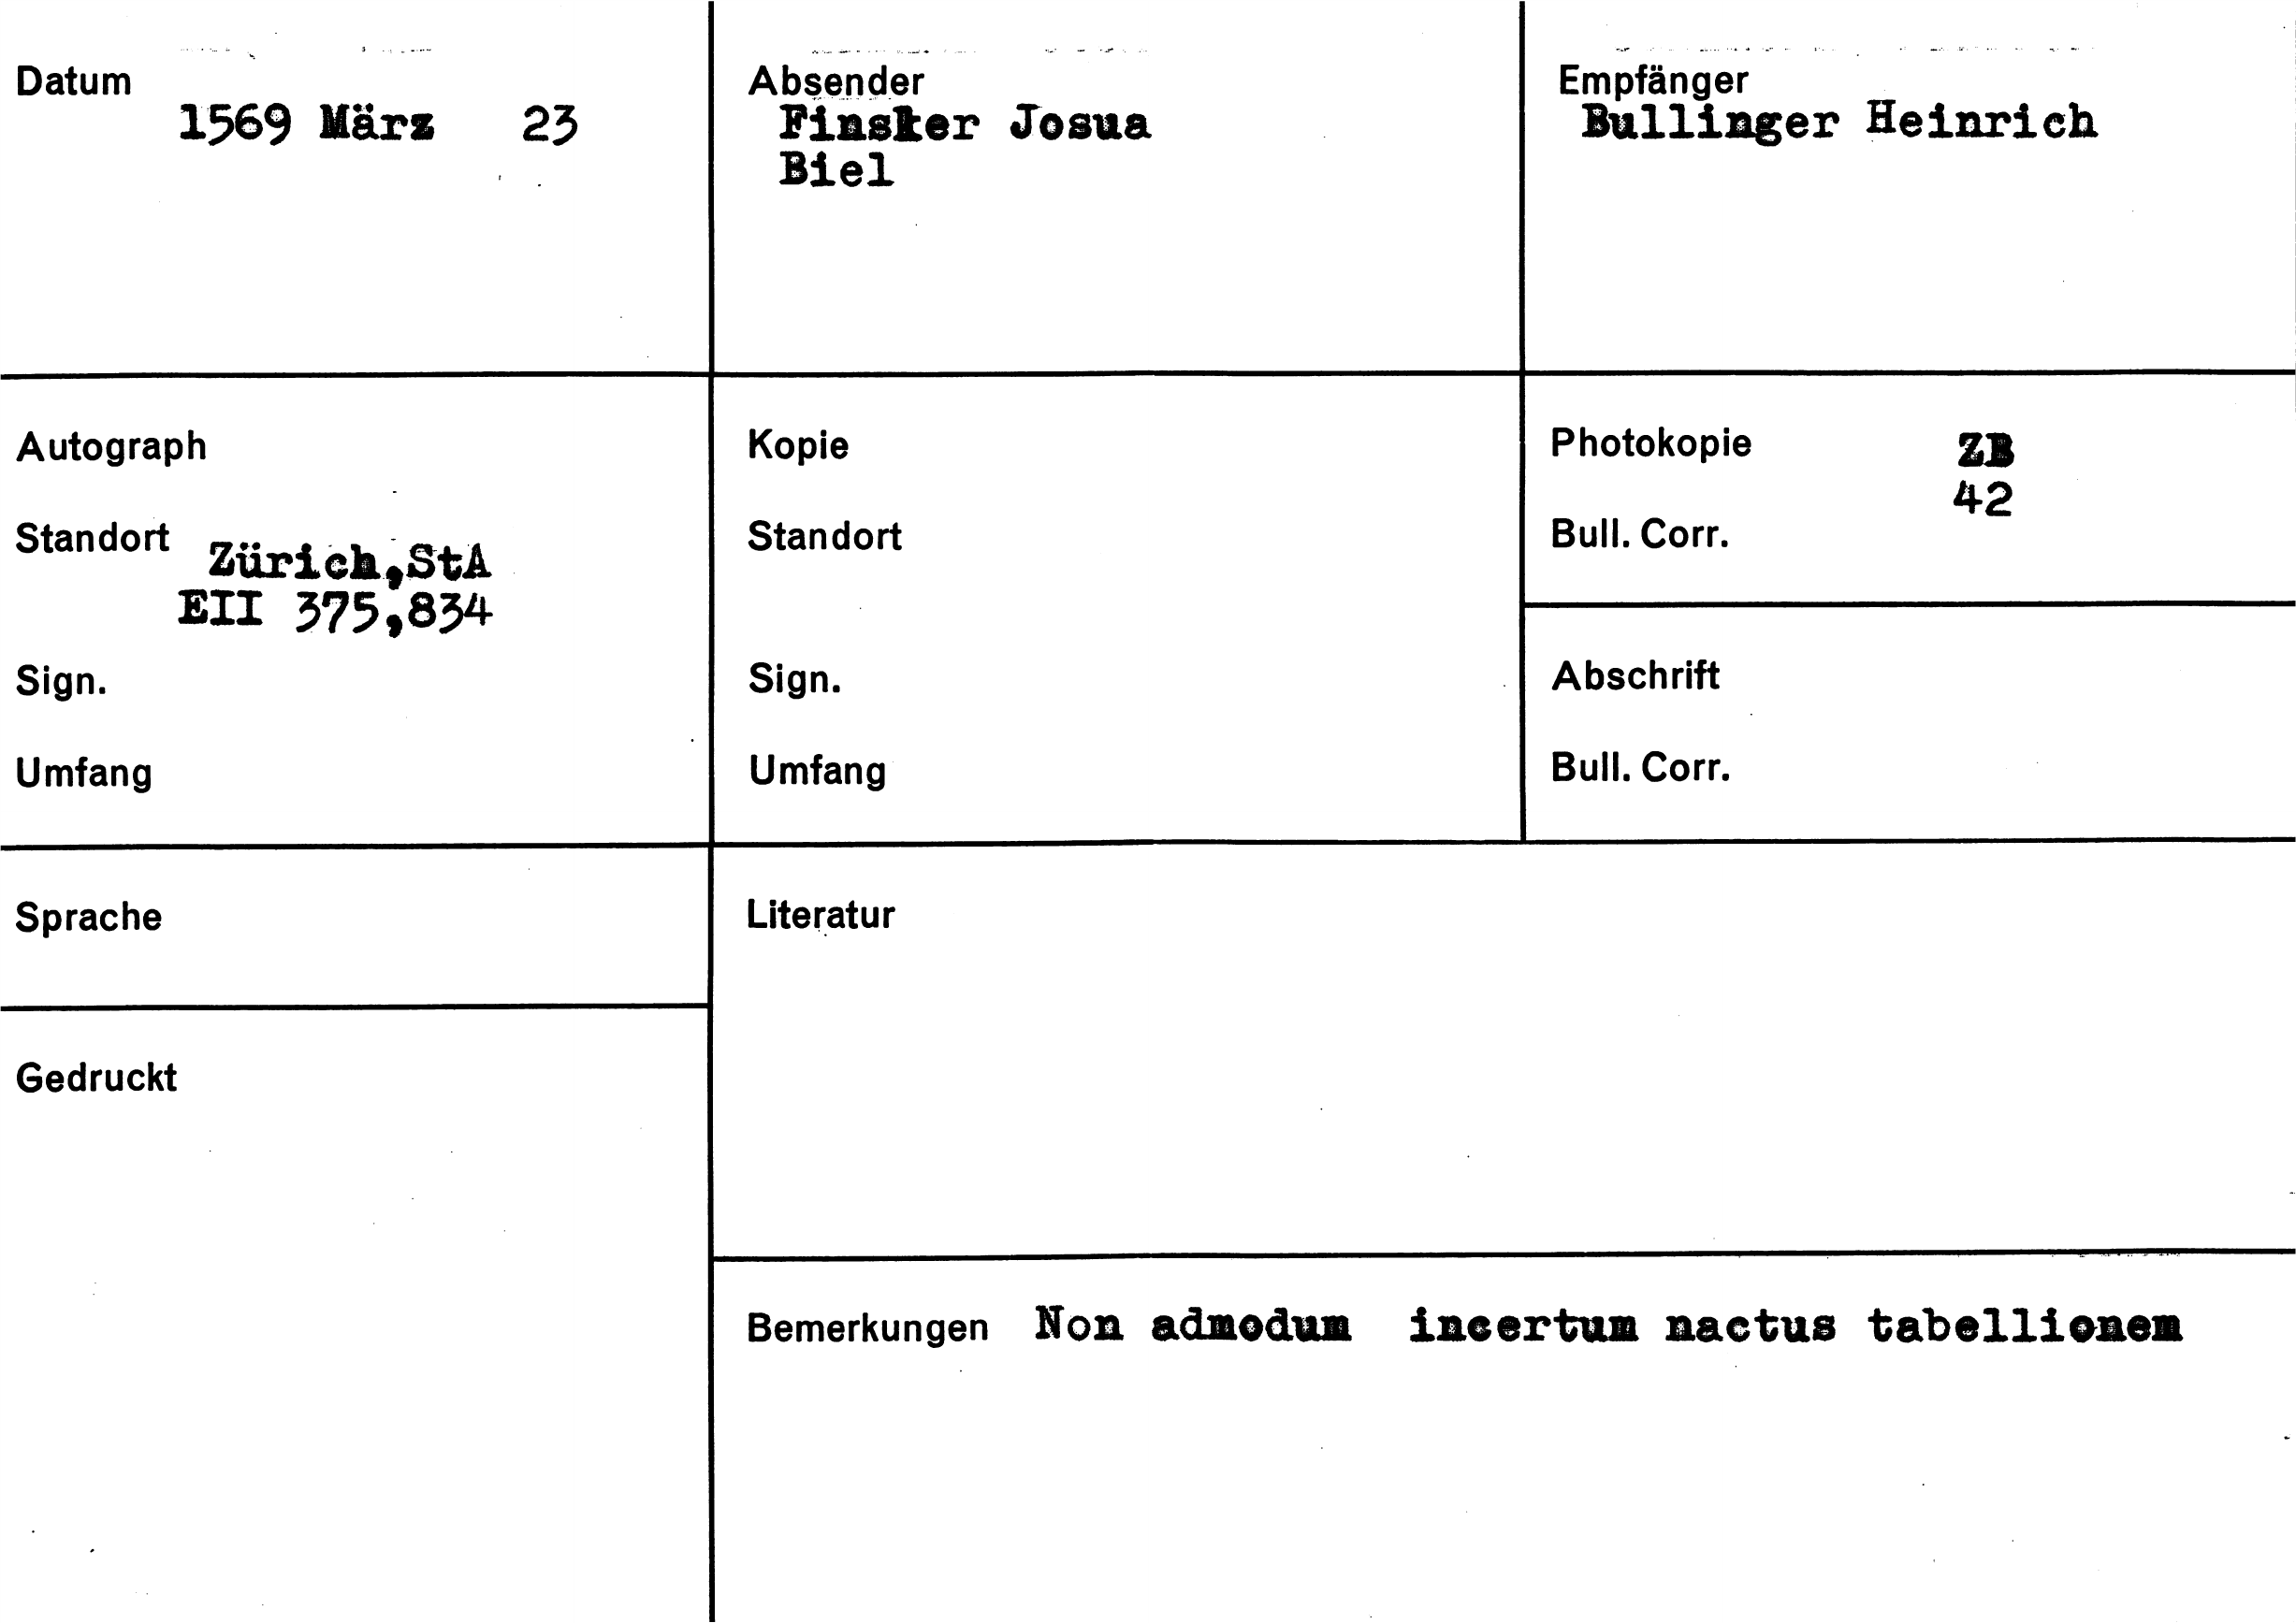 Datum
1569 März 23
Absender
Finsler Josua
Biel
Empfänger
Bullinger Heinrich
Autograph
Standort
Zürich,StA
EII 375,834
Sign.
Umfang
Kopie
Standort
Sign.
Umfang
Photokopie ZB
42
Bull. Corr.
Abschrift
Bull. Corr.
Sprache
Literatur
Gedruckt
Bemerkungen Non admodum incertum nactus tabellionem